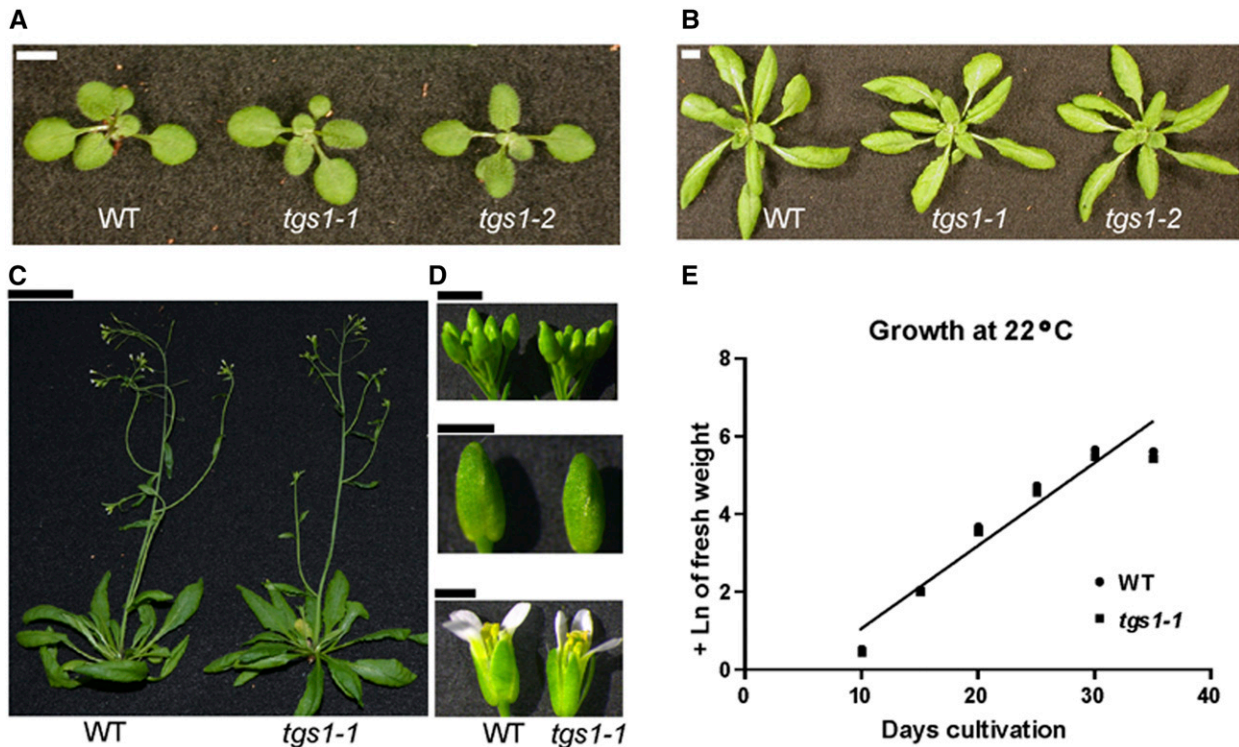 A
WT tgs1-1 tgs1-2
B
WT tgs1-1 tgs1-2
C
WT tgs1-1
D
WT tgs1-1
E
Growth at 22°C
+ Ln of fresh weight
8
6
4
2
0
0 10 20 30 40
Days cultivation
WT
tgs1-1